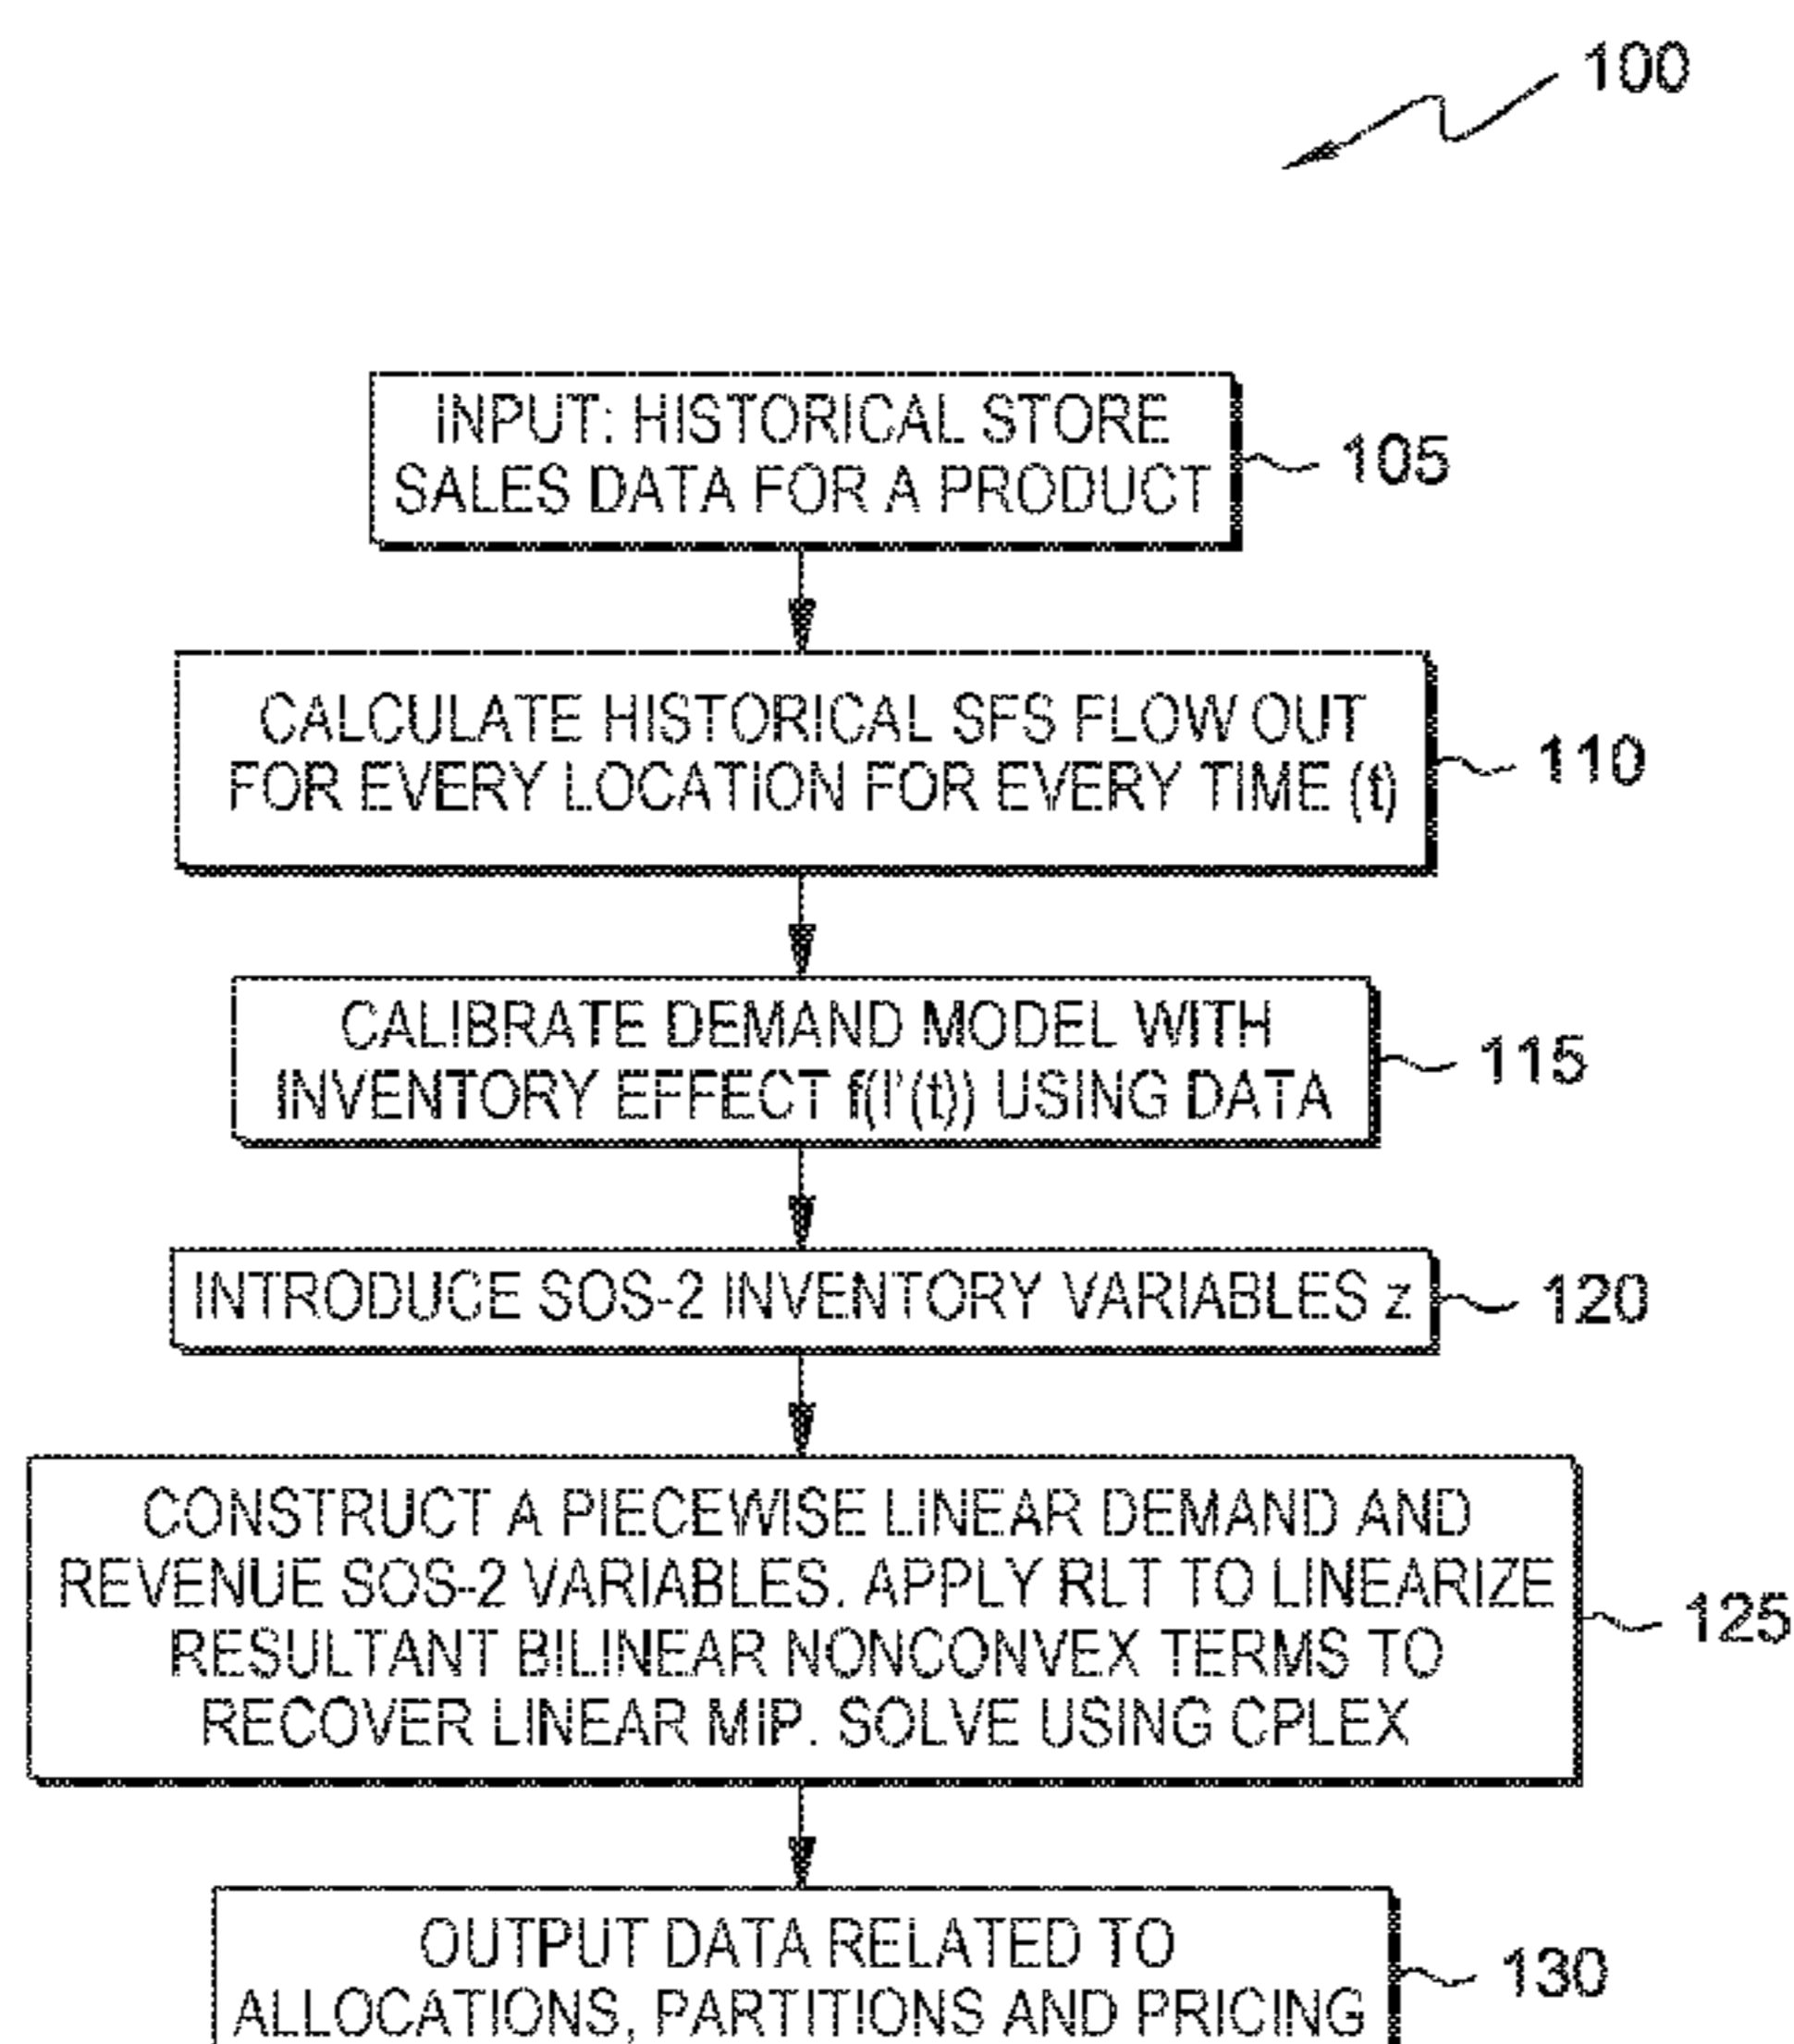 100
INPUT: HISTORICAL STORE
SALES DATA FOR A PRODUCT
105
CALCULATE HISTORICAL SFS FLOW OUT
FOR EVERY LOCATION FOR EVERY TIME (t)
110
CALIBRATE DEMAND MODEL WITH
INVENTORY EFFECT f(I'(t)) USING DATA
115
INTRODUCE SOS-2 INVENTORY VARIABLES z
120
CONSTRUCT A PIECEWISE LINEAR DEMAND AND
REVENUE SOS-2 VARIABLES. APPLY RLT TO LINEARIZE
RESULTANT BILINEAR NONCONVEX TERMS TO
RECOVER LINEAR MIP. SOLVE USING CPLEX
125
OUTPUT DATA RELATED TO
ALLOCATIONS, PARTITIONS AND PRICING
130